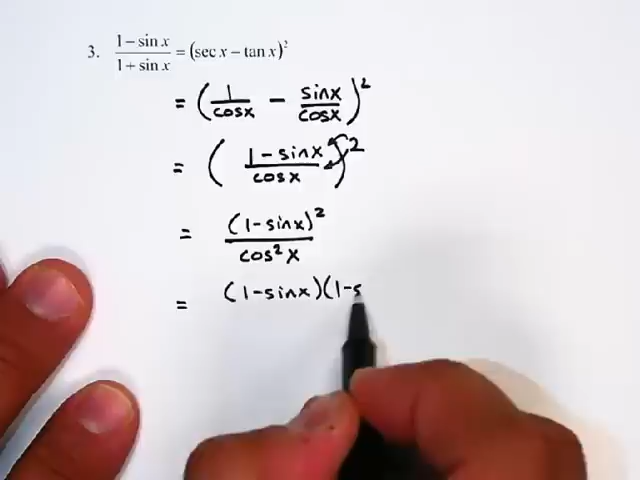 3. (1 − sin x)/(1 + sin x) = (sec x − tan x)²
= (1/cosx − sinx/cosx)²
= ((1−sinx)/cosx)²
= (1−sinx)²/cos²x
= (1−sinx)(1−s